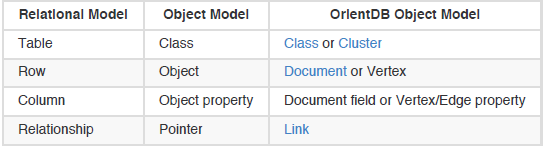 Relational Model Object Model OrientDB Object Model
Table Class Class or Cluster
Row Object Document or Vertex
Column Object property Document field or Vertex/Edge property
Relationship Pointer Link